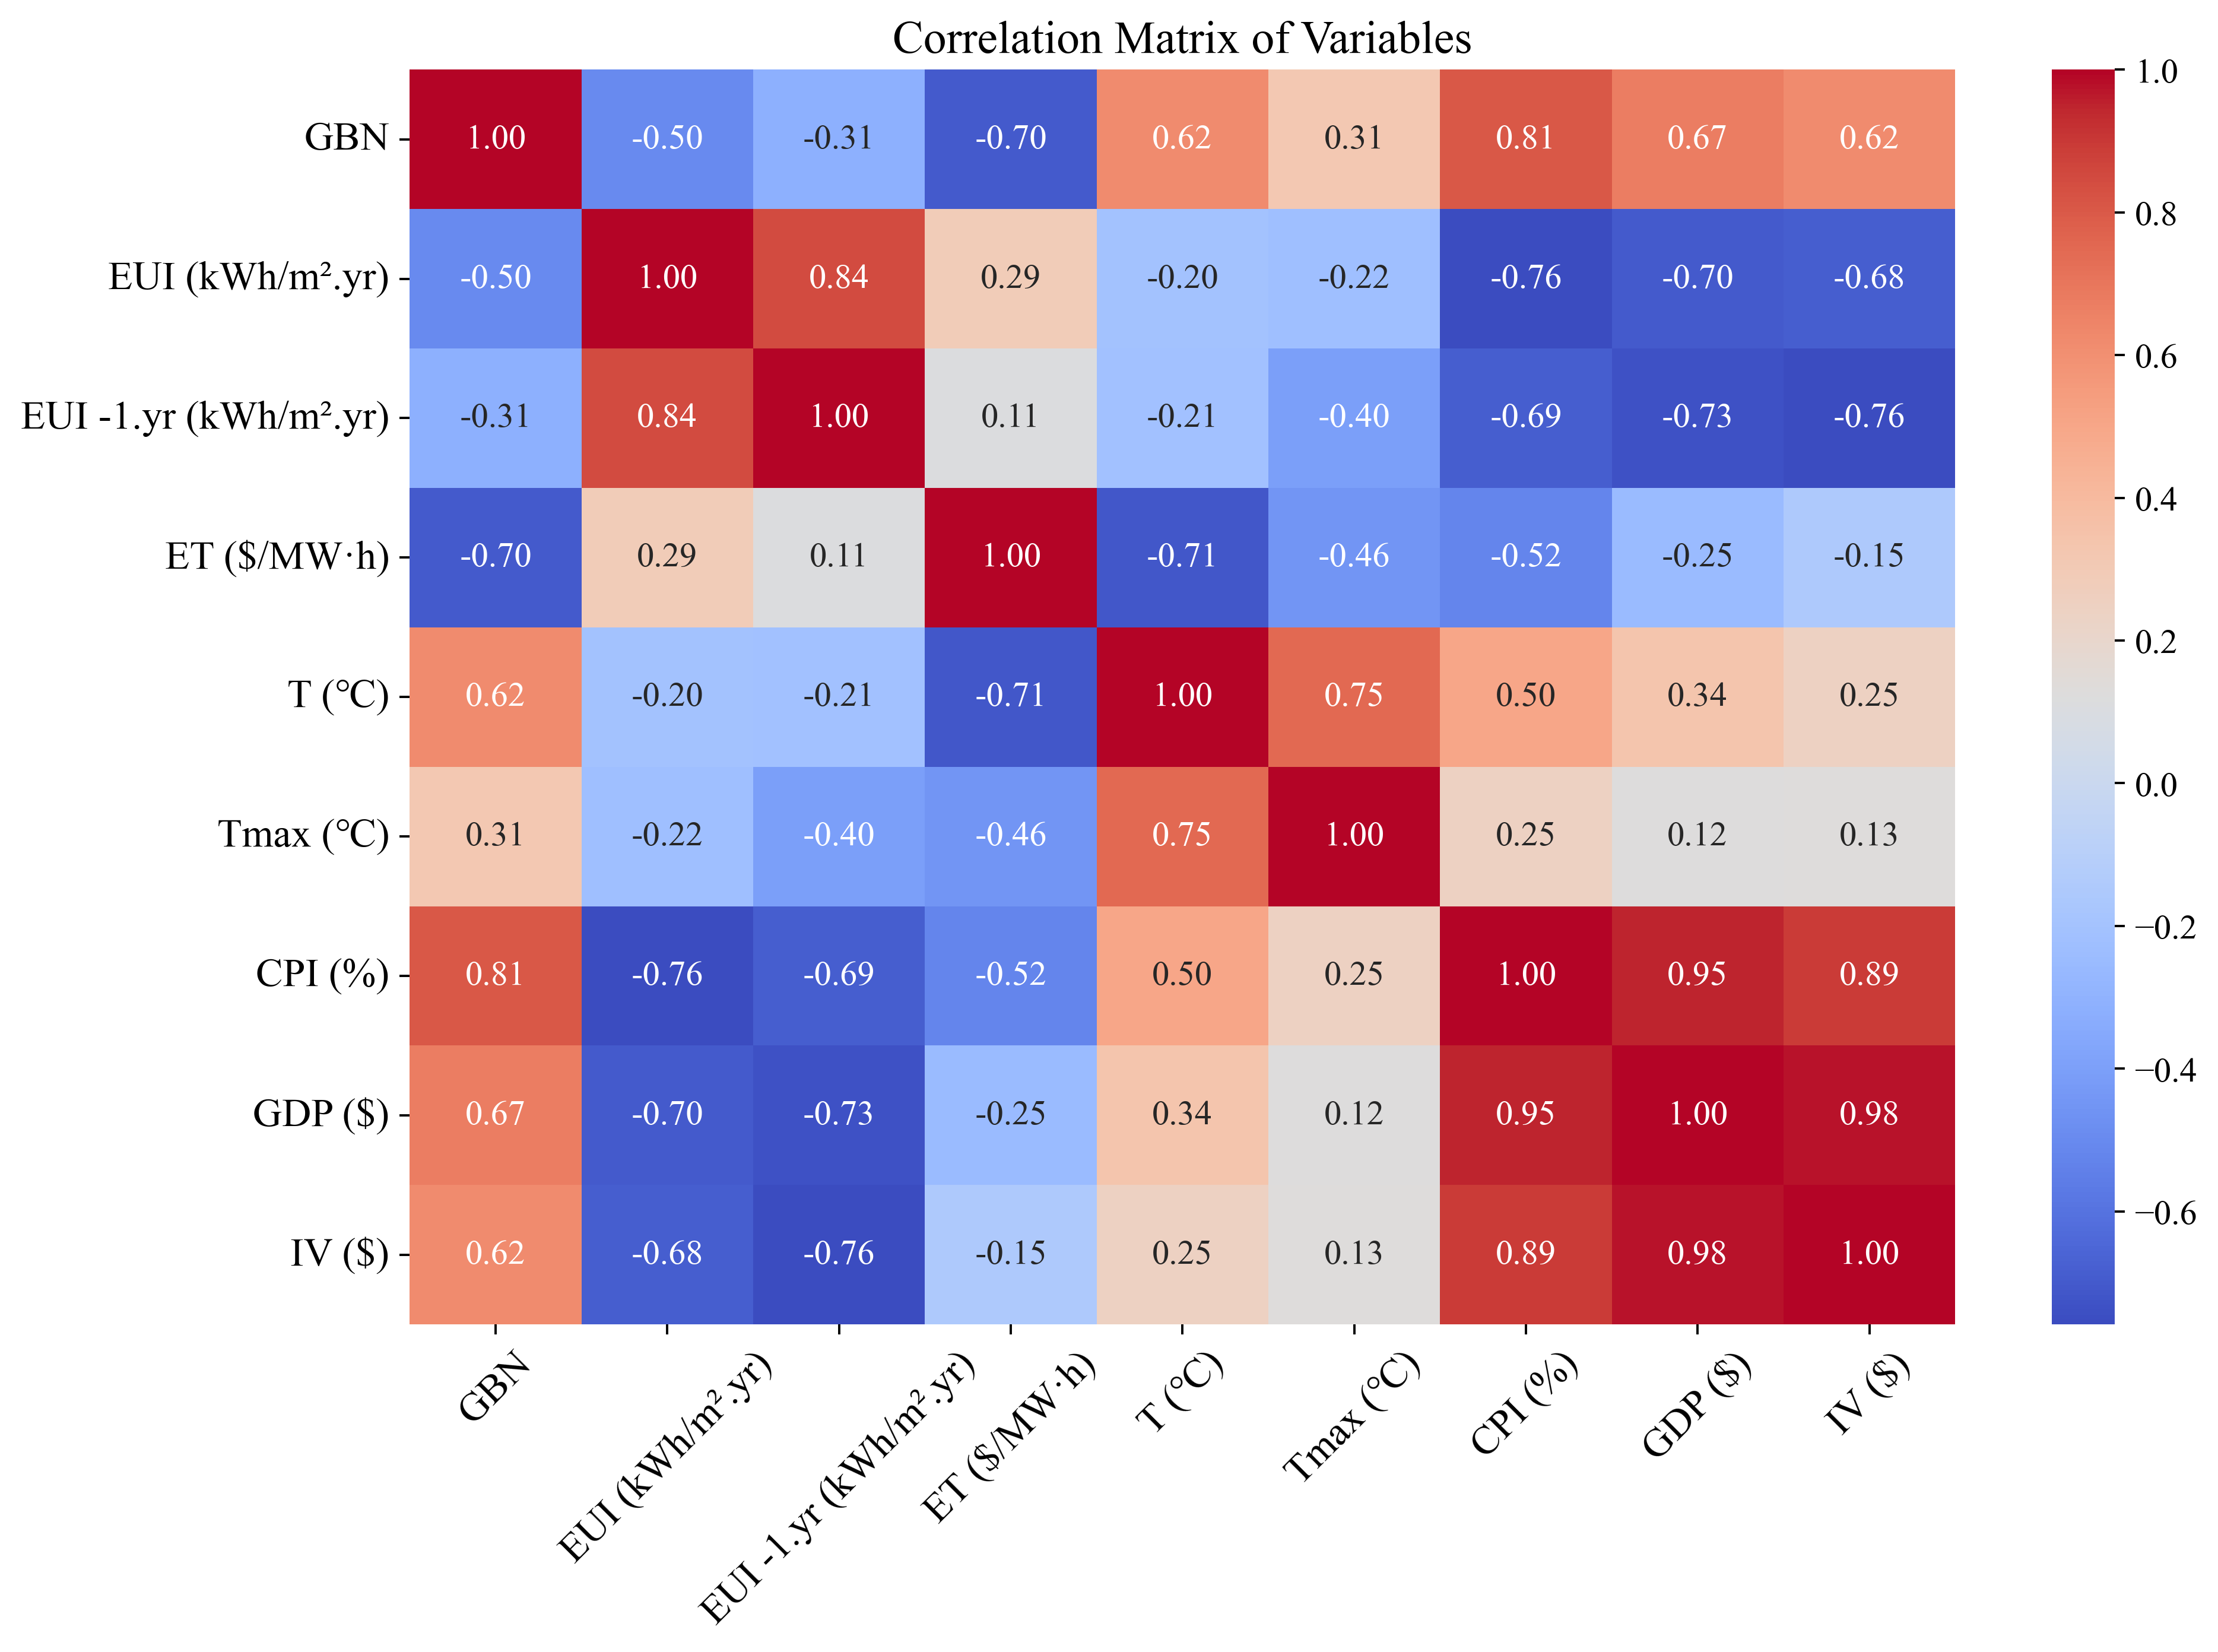 Correlation Matrix of Variables
GBN 1.00 -0.50 -0.31 -0.70 0.62 0.31 0.81 0.67 0.62
EUI (kWh/m².yr) -0.50 1.00 0.84 0.29 -0.20 -0.22 -0.76 -0.70 -0.68
EUI -1.yr (kWh/m².yr) -0.31 0.84 1.00 0.11 -0.21 -0.40 -0.69 -0.73 -0.76
ET ($/MW·h) -0.70 0.29 0.11 1.00 -0.71 -0.46 -0.52 -0.25 -0.15
T (℃) 0.62 -0.20 -0.21 -0.71 1.00 0.75 0.50 0.34 0.25
Tmax (℃) 0.31 -0.22 -0.40 -0.46 0.75 1.00 0.25 0.12 0.13
CPI (%) 0.81 -0.76 -0.69 -0.52 0.50 0.25 1.00 0.95 0.89
GDP ($) 0.67 -0.70 -0.73 -0.25 0.34 0.12 0.95 1.00 0.98
IV ($) 0.62 -0.68 -0.76 -0.15 0.25 0.13 0.89 0.98 1.00
GBN
EUI (kWh/m².yr)
EUI -1.yr (kWh/m².yr)
ET ($/MW·h)
T (℃)
Tmax (℃)
CPI (%)
GDP ($)
IV ($)
1.0
0.8
0.6
0.4
0.2
0.0
−0.2
−0.4
−0.6